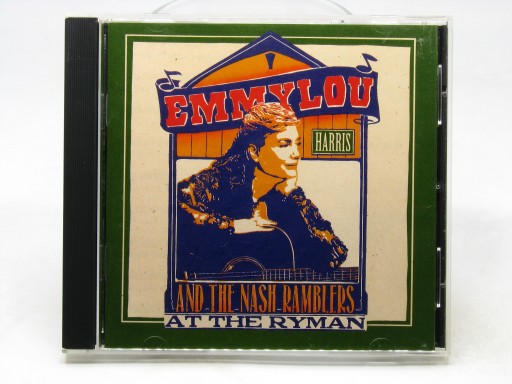 EMMYLOU
HARRIS
AND THE NASH RAMBLERS
AT THE RYMAN